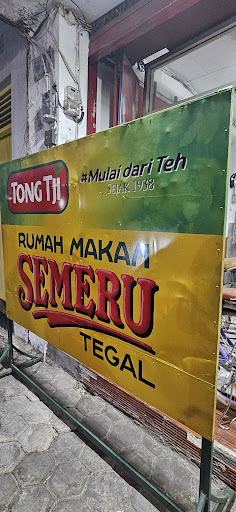 TONG TJI
#Mulai dari Teh
SEJAK 1938
RUMAH MAKAN
SEMERU
TEGAL